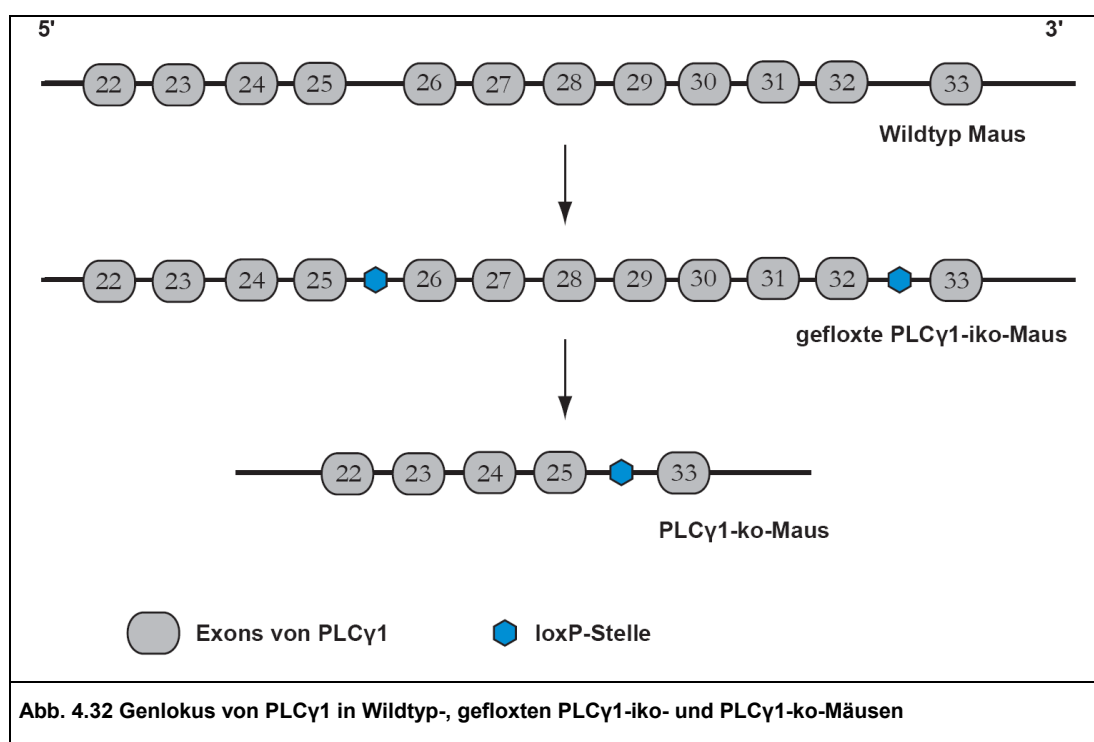 5' 3'
22 23 24 25 26 27 28 29 30 31 32 33
Wildtyp Maus
22 23 24 25 26 27 28 29 30 31 32 33
gefloxte PLCγ1-iko-Maus
22 23 24 25 33
PLCγ1-ko-Maus
Exons von PLCγ1 loxP-Stelle
Abb. 4.32 Genlokus von PLCγ1 in Wildtyp-, gefloxten PLCγ1-iko- und PLCγ1-ko-Mäusen